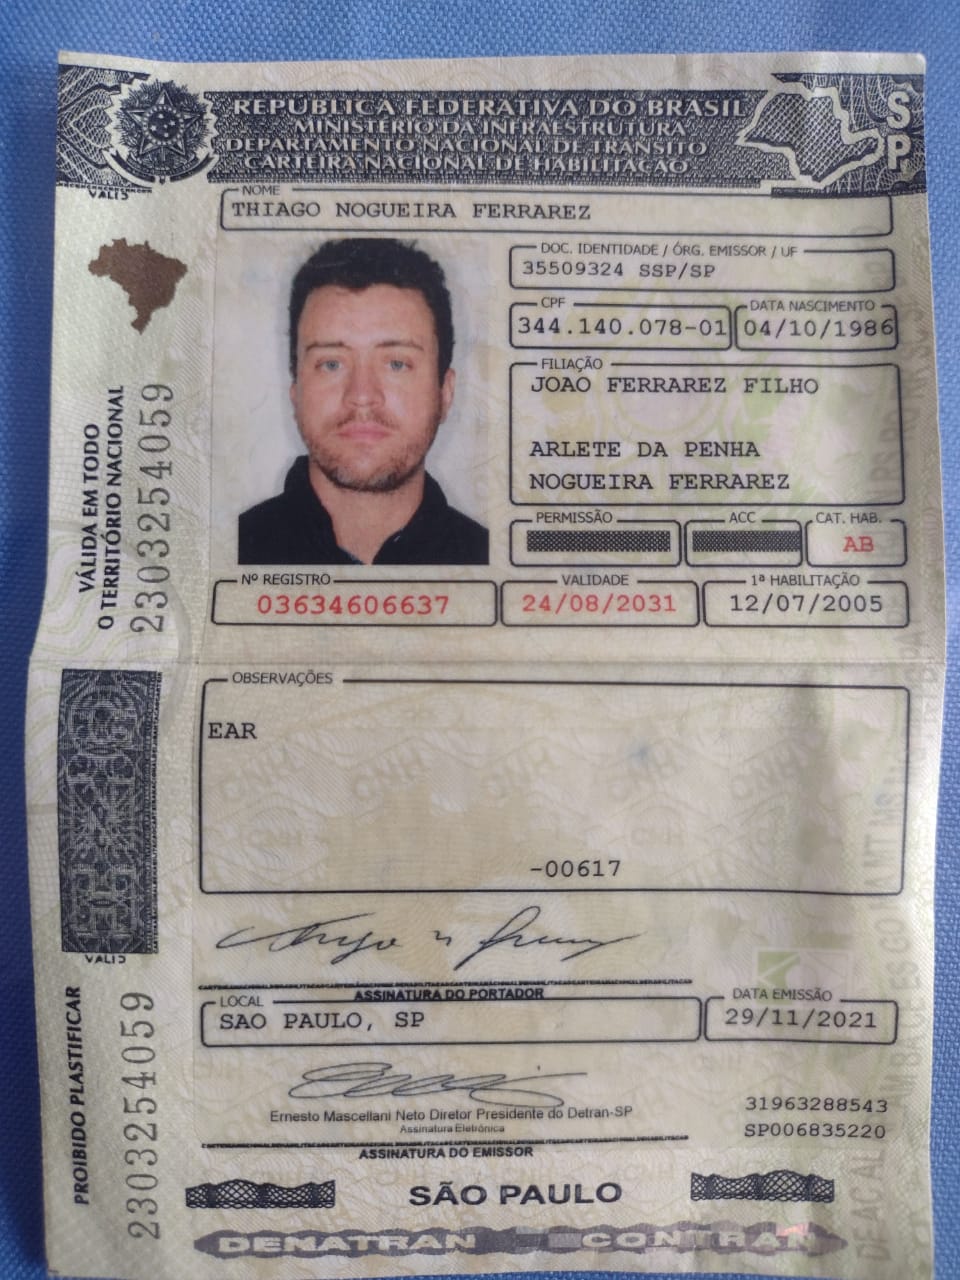 REPÚBLICA FEDERATIVA DO BRASIL
MINISTÉRIO DA INFRAESTRUTURA
DEPARTAMENTO NACIONAL DE TRÂNSITO
CARTEIRA NACIONAL DE HABILITAÇÃO
SP
NOME
THIAGO NOGUEIRA FERRAREZ
DOC. IDENTIDADE / ÓRG. EMISSOR / UF
35509324 SSP/SP
CPF
344.140.078-01
DATA NASCIMENTO
04/10/1986
FILIAÇÃO
JOAO FERRAREZ FILHO
ARLETE DA PENHA
NOGUEIRA FERRAREZ
PERMISSÃO
ACC
CAT. HAB.
AB
Nº REGISTRO
03634606637
VALIDADE
24/08/2031
1ª HABILITAÇÃO
12/07/2005
VÁLIDA EM TODO
O TERRITÓRIO NACIONAL
2303254059
OBSERVAÇÕES
EAR
-00617
ASSINATURA DO PORTADOR
LOCAL
SAO PAULO, SP
DATA EMISSÃO
29/11/2021
Ernesto Mascellani Neto Diretor Presidente do Detran-SP
Assinatura Eletrônica
ASSINATURA DO EMISSOR
31963288543
SP006835220
PROIBIDO PLASTIFICAR
2303254059
SÃO PAULO
DENATRAN CONTRAN